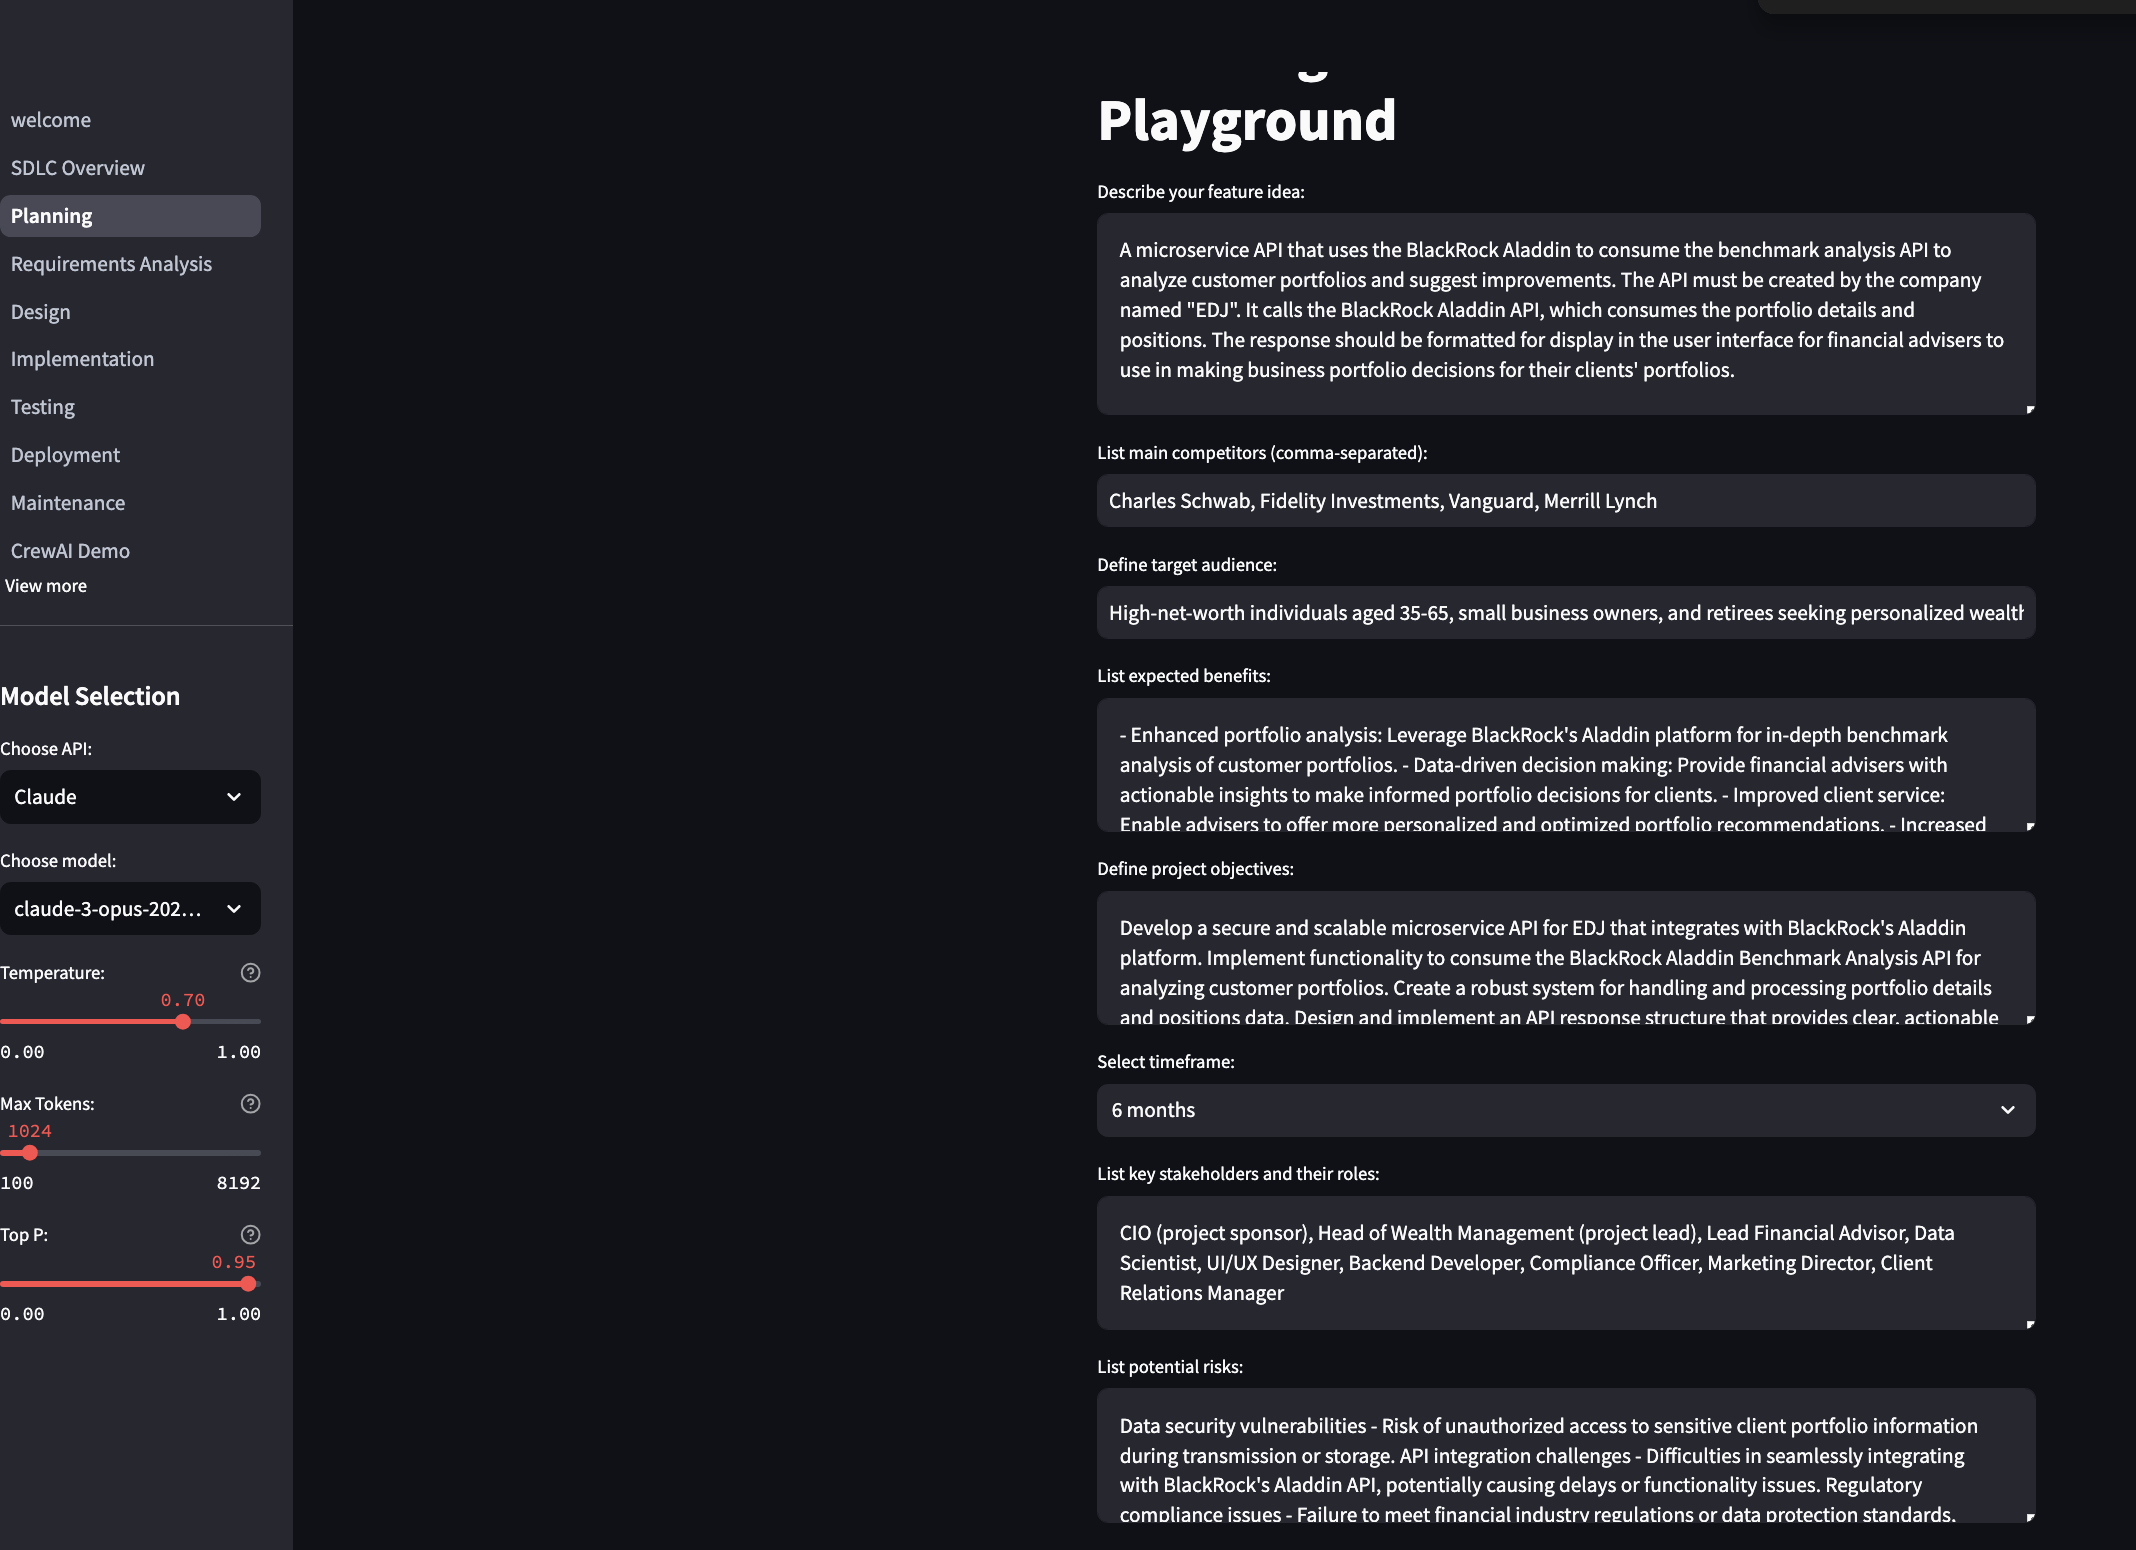 welcome
SDLC Overview
Planning
Requirements Analysis
Design
Implementation
Testing
Deployment
Maintenance
CrewAI Demo
View more
Model Selection
Choose API:
Claude
Choose model:
claude-3-opus-202...
Temperature:
0.70
0.00 1.00
Max Tokens:
1024
100 8192
Top P:
0.95
0.00 1.00
Playground
Describe your feature idea:
A microservice API that uses the BlackRock Aladdin to consume the benchmark analysis API to
analyze customer portfolios and suggest improvements. The API must be created by the company
named "EDJ". It calls the BlackRock Aladdin API, which consumes the portfolio details and
positions. The response should be formatted for display in the user interface for financial advisers to
use in making business portfolio decisions for their clients' portfolios.
List main competitors (comma-separated):
Charles Schwab, Fidelity Investments, Vanguard, Merrill Lynch
Define target audience:
High-net-worth individuals aged 35-65, small business owners, and retirees seeking personalized wealth
List expected benefits:
- Enhanced portfolio analysis: Leverage BlackRock's Aladdin platform for in-depth benchmark
analysis of customer portfolios. - Data-driven decision making: Provide financial advisers with
actionable insights to make informed portfolio decisions for clients. - Improved client service:
Enable advisers to offer more personalized and optimized portfolio recommendations. - Increased
Define project objectives:
Develop a secure and scalable microservice API for EDJ that integrates with BlackRock's Aladdin
platform. Implement functionality to consume the BlackRock Aladdin Benchmark Analysis API for
analyzing customer portfolios. Create a robust system for handling and processing portfolio details
and positions data. Design and implement an API response structure that provides clear, actionable
Select timeframe:
6 months
List key stakeholders and their roles:
CIO (project sponsor), Head of Wealth Management (project lead), Lead Financial Advisor, Data
Scientist, UI/UX Designer, Backend Developer, Compliance Officer, Marketing Director, Client
Relations Manager
List potential risks:
Data security vulnerabilities - Risk of unauthorized access to sensitive client portfolio information
during transmission or storage. API integration challenges - Difficulties in seamlessly integrating
with BlackRock's Aladdin API, potentially causing delays or functionality issues. Regulatory
compliance issues - Failure to meet financial industry regulations or data protection standards.